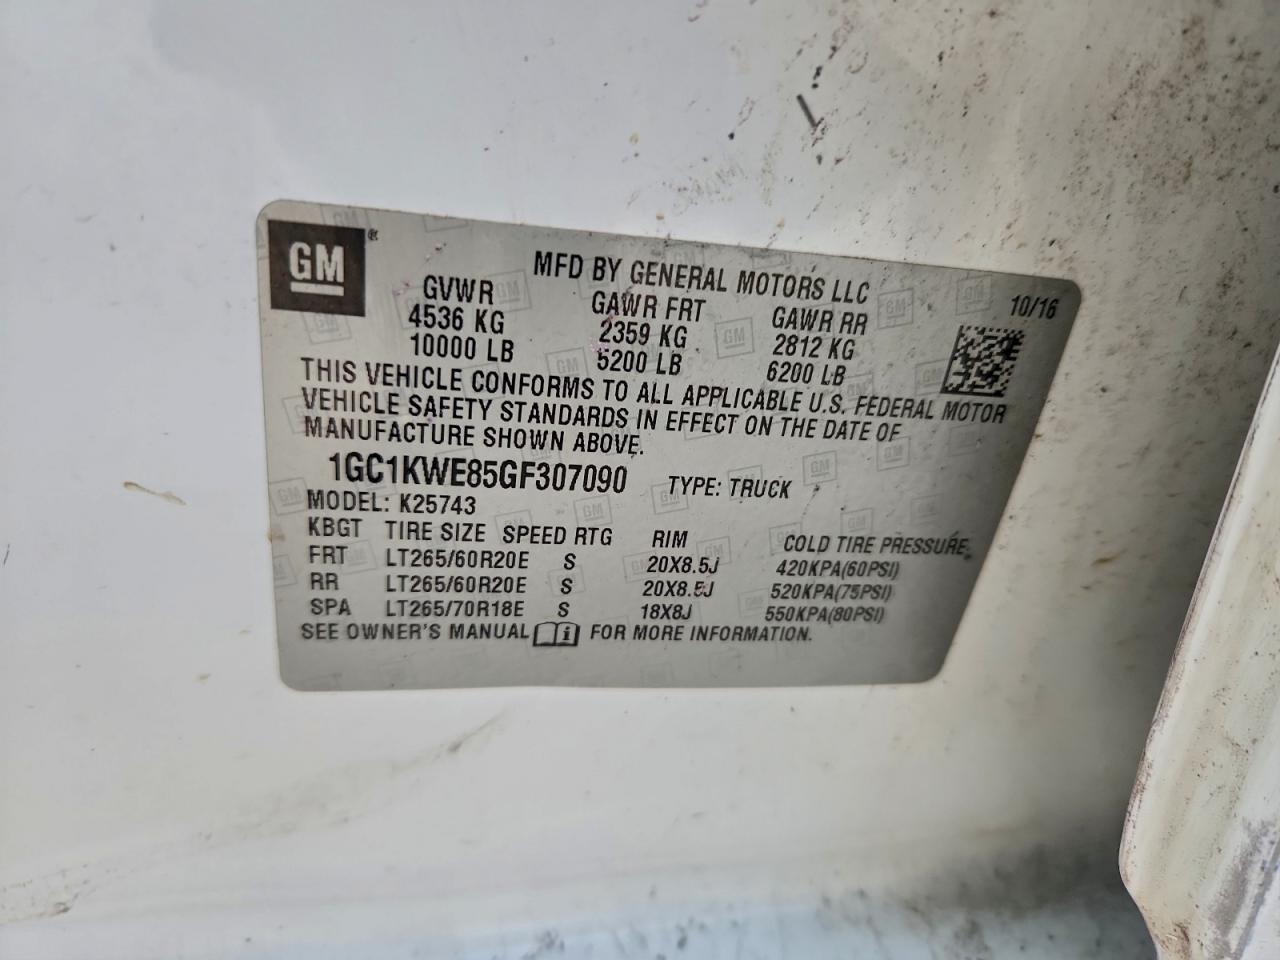 GM ®
MFD BY GENERAL MOTORS LLC
10/16
GVWR GAWR FRT GAWR RR
4536 KG 2359 KG 2812 KG
10000 LB 5200 LB 6200 LB
THIS VEHICLE CONFORMS TO ALL APPLICABLE U.S. FEDERAL MOTOR
VEHICLE SAFETY STANDARDS IN EFFECT ON THE DATE OF
MANUFACTURE SHOWN ABOVE.
1GC1KWE85GF307090 TYPE: TRUCK
MODEL: K25743
KBGT TIRE SIZE SPEED RTG RIM COLD TIRE PRESSURE
FRT LT265/60R20E S 20X8.5J 420KPA(60PSI)
RR LT265/60R20E S 20X8.5J 520KPA(75PSI)
SPA LT265/70R18E S 18X8J 550KPA(80PSI)
SEE OWNER'S MANUAL i FOR MORE INFORMATION.